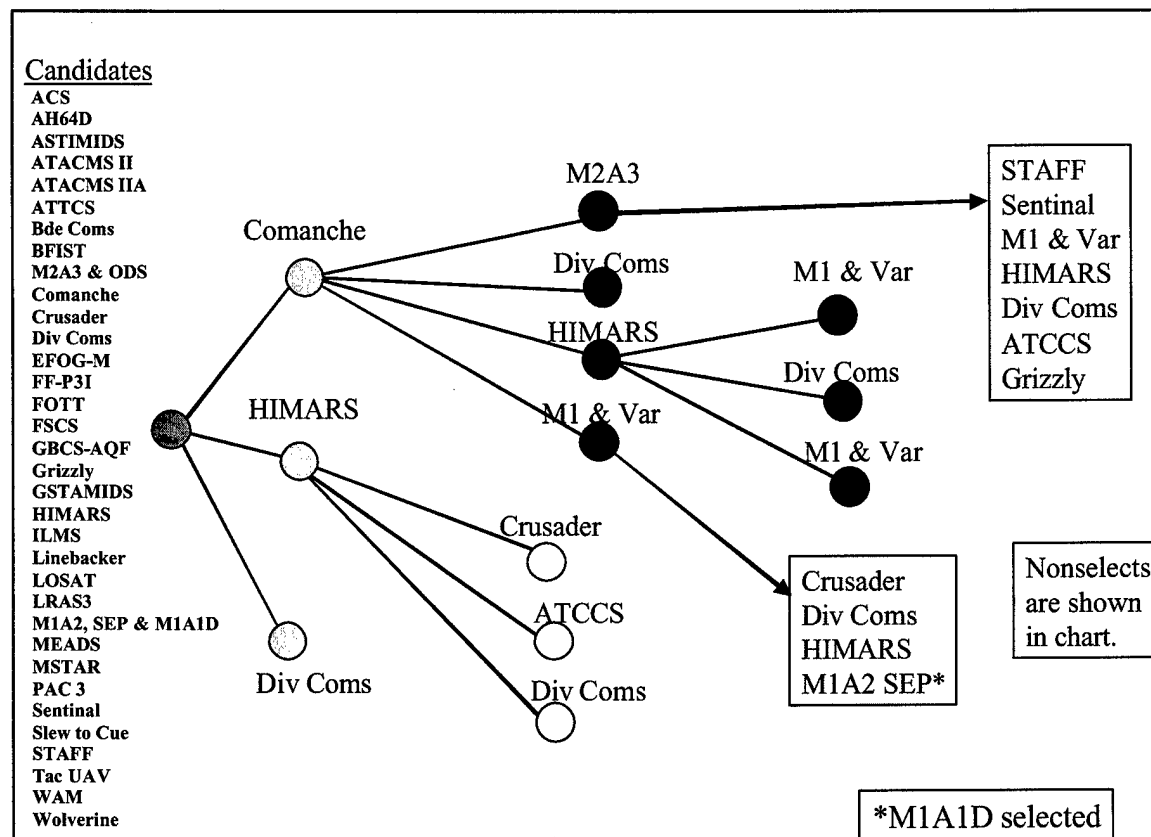 Candidates
ACS
AH64D
ASTIMIDS
ATACMS II
ATACMS IIA
ATTCS
Bde Coms
BFIST
M2A3 & ODS
Comanche
Crusader
Div Coms
EFOG-M
FF-P3I
FOTT
FSCS
GBCS-AQF
Grizzly
GSTAMIDS
HIMARS
ILMS
Linebacker
LOSAT
LRAS3
M1A2, SEP & M1A1D
MEADS
MSTAR
PAC 3
Sentinal
Slew to Cue
STAFF
Tac UAV
WAM
Wolverine
Comanche
HIMARS
Div Coms
M2A3
Div Coms
HIMARS
M1 & Var
Crusader
ATCCS
Div Coms
M1 & Var
Div Coms
M1 & Var
STAFF
Sentinal
M1 & Var
HIMARS
Div Coms
ATCCS
Grizzly
Crusader
Div Coms
HIMARS
M1A2 SEP*
Nonselects
are shown
in chart.
*M1A1D selected